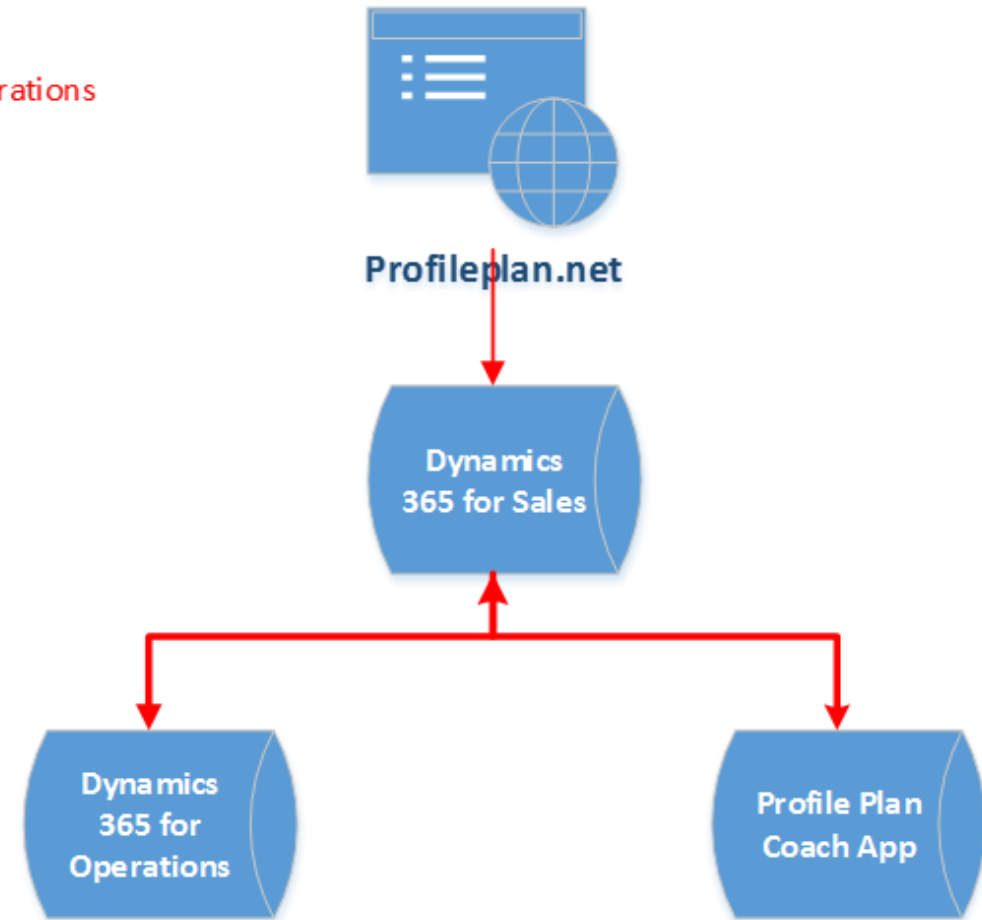 rations
Profileplan.net
Dynamics
365 for Sales
Dynamics
365 for
Operations
Profile Plan
Coach App